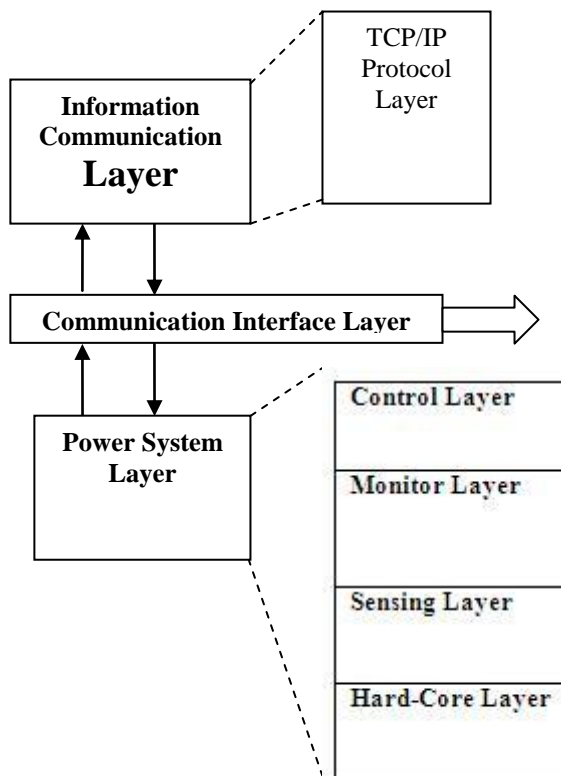 TCP/IP
Protocol
Layer
Information
Communication
Layer
Communication Interface Layer
Power System
Layer
Control Layer
Monitor Layer
Sensing Layer
Hard-Core Layer